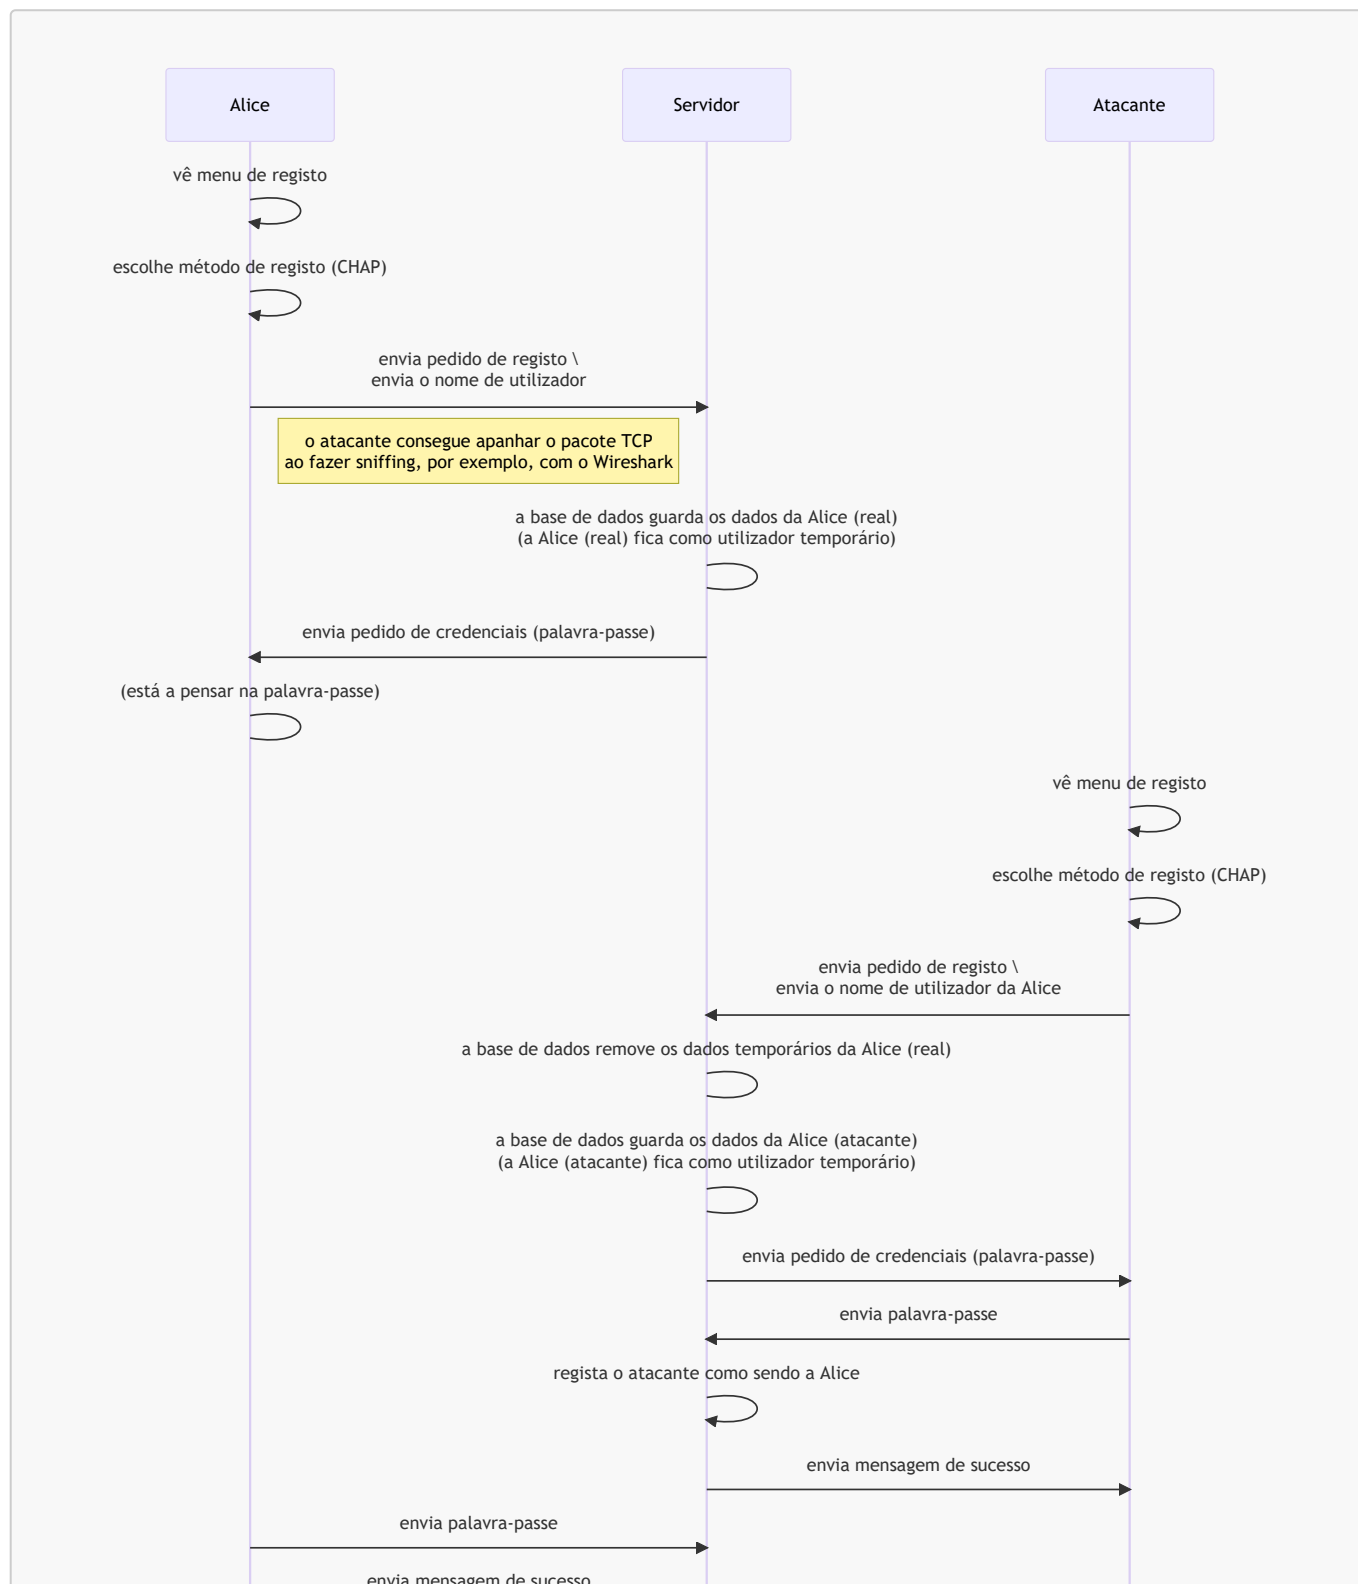 Alice
Servidor
Atacante
vê menu de registo
escolhe método de registo (CHAP)
envia pedido de registo \
envia o nome de utilizador
o atacante consegue apanhar o pacote TCP
ao fazer sniffing, por exemplo, com o Wireshark
a base de dados guarda os dados da Alice (real)
(a Alice (real) fica como utilizador temporário)
envia pedido de credenciais (palavra-passe)
(está a pensar na palavra-passe)
vê menu de registo
escolhe método de registo (CHAP)
envia pedido de registo \
envia o nome de utilizador da Alice
a base de dados remove os dados temporários da Alice (real)
a base de dados guarda os dados da Alice (atacante)
(a Alice (atacante) fica como utilizador temporário)
envia pedido de credenciais (palavra-passe)
envia palavra-passe
regista o atacante como sendo a Alice
envia mensagem de sucesso
envia palavra-passe
envia mensagem de sucesso